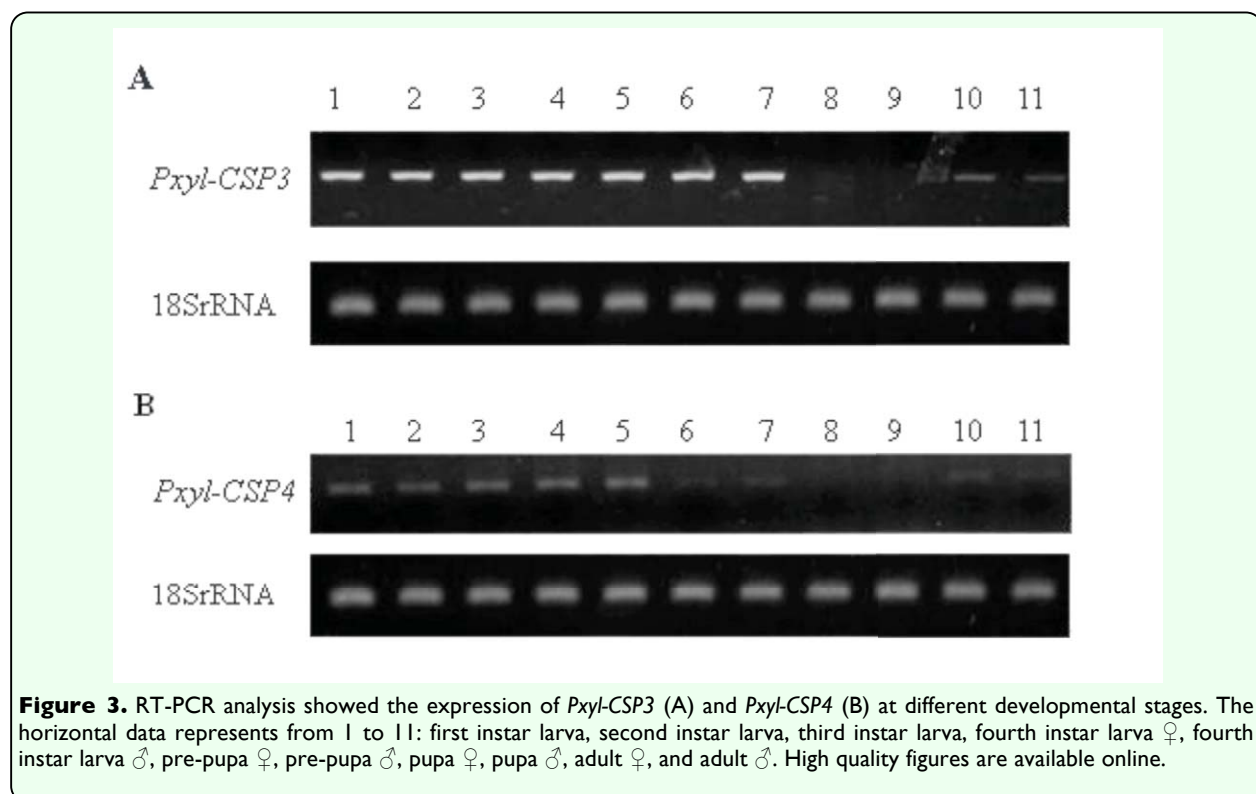 A
1 2 3 4 5 6 7 8 9 10 11
Pxyl-CSP3
18SrRNA
B
1 2 3 4 5 6 7 8 9 10 11
Pxyl-CSP4
18SrRNA
Figure 3. RT-PCR analysis showed the expression of Pxyl-CSP3 (A) and Pxyl-CSP4 (B) at different developmental stages. The
horizontal data represents from 1 to 11: first instar larva, second instar larva, third instar larva, fourth instar larva ♀, fourth
instar larva ♂, pre-pupa ♀, pre-pupa ♂, pupa ♀, pupa ♂, adult ♀, and adult ♂. High quality figures are available online.